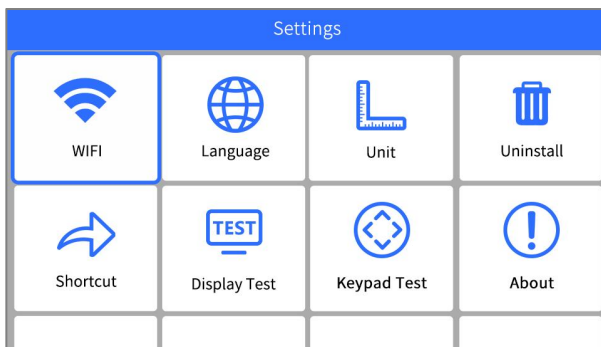 Settings
WIFI
Language
Unit
Uninstall
Shortcut
TEST
Display Test
Keypad Test
About